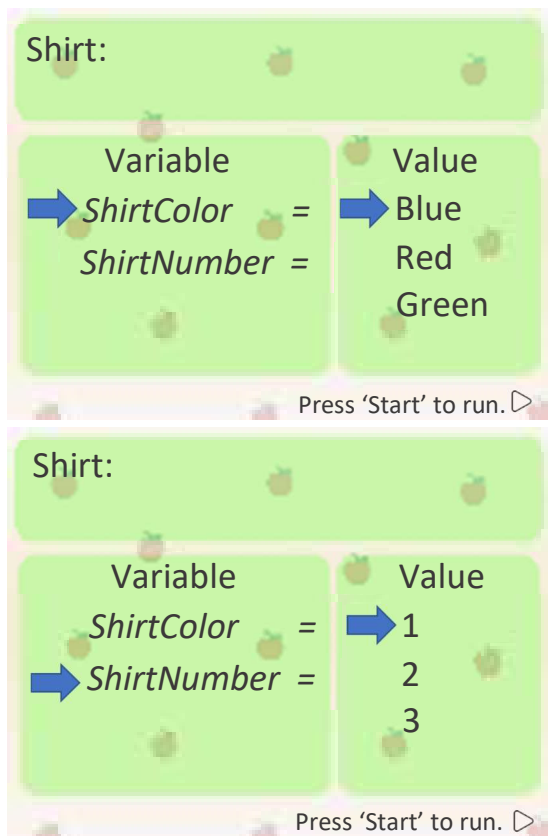 Shirt:
Variable Value
ShirtColor = Blue
ShirtNumber = Red
Green
Press ‘Start’ to run.
Shirt:
Variable Value
ShirtColor = 1
ShirtNumber = 2
3
Press ‘Start’ to run.